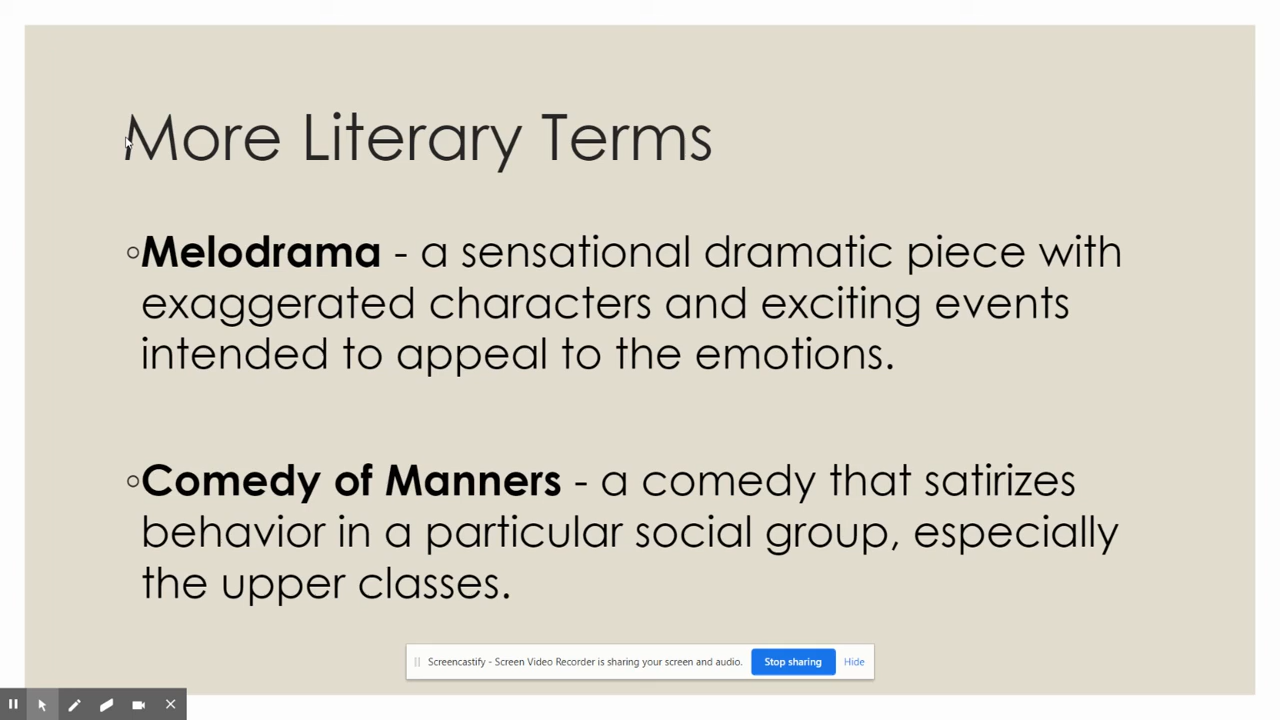 More Literary Terms
◦Melodrama - a sensational dramatic piece with
exaggerated characters and exciting events
intended to appeal to the emotions.
◦Comedy of Manners - a comedy that satirizes
behavior in a particular social group, especially
the upper classes.
Screencastify - Screen Video Recorder is sharing your screen and audio. Stop sharing Hide